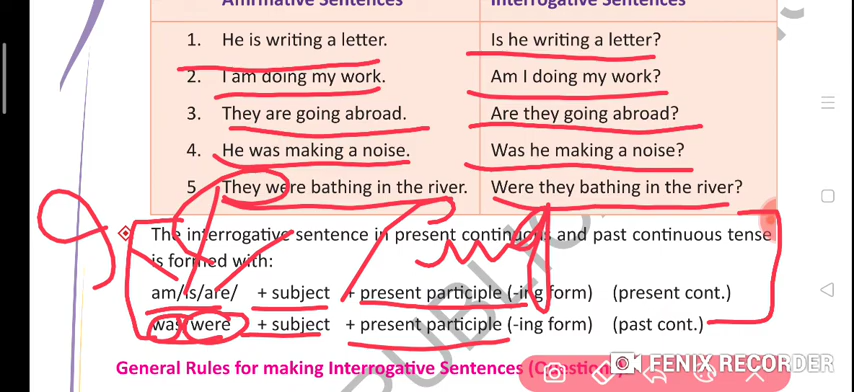 Affirmative Sentences Interrogative Sentences
1. He is writing a letter. Is he writing a letter?
2. I am doing my work. Am I doing my work?
3. They are going abroad. Are they going abroad?
4. He was making a noise. Was he making a noise?
5. They were bathing in the river. Were they bathing in the river?
The interrogative sentence in present continuous and past continuous tense
is formed with:
am/is/are/ + subject + present participle (-ing form) (present cont.)
was/were + subject + present participle (-ing form) (past cont.)
General Rules for making Interrogative Sentences (Questions)
FENIX RECORDER